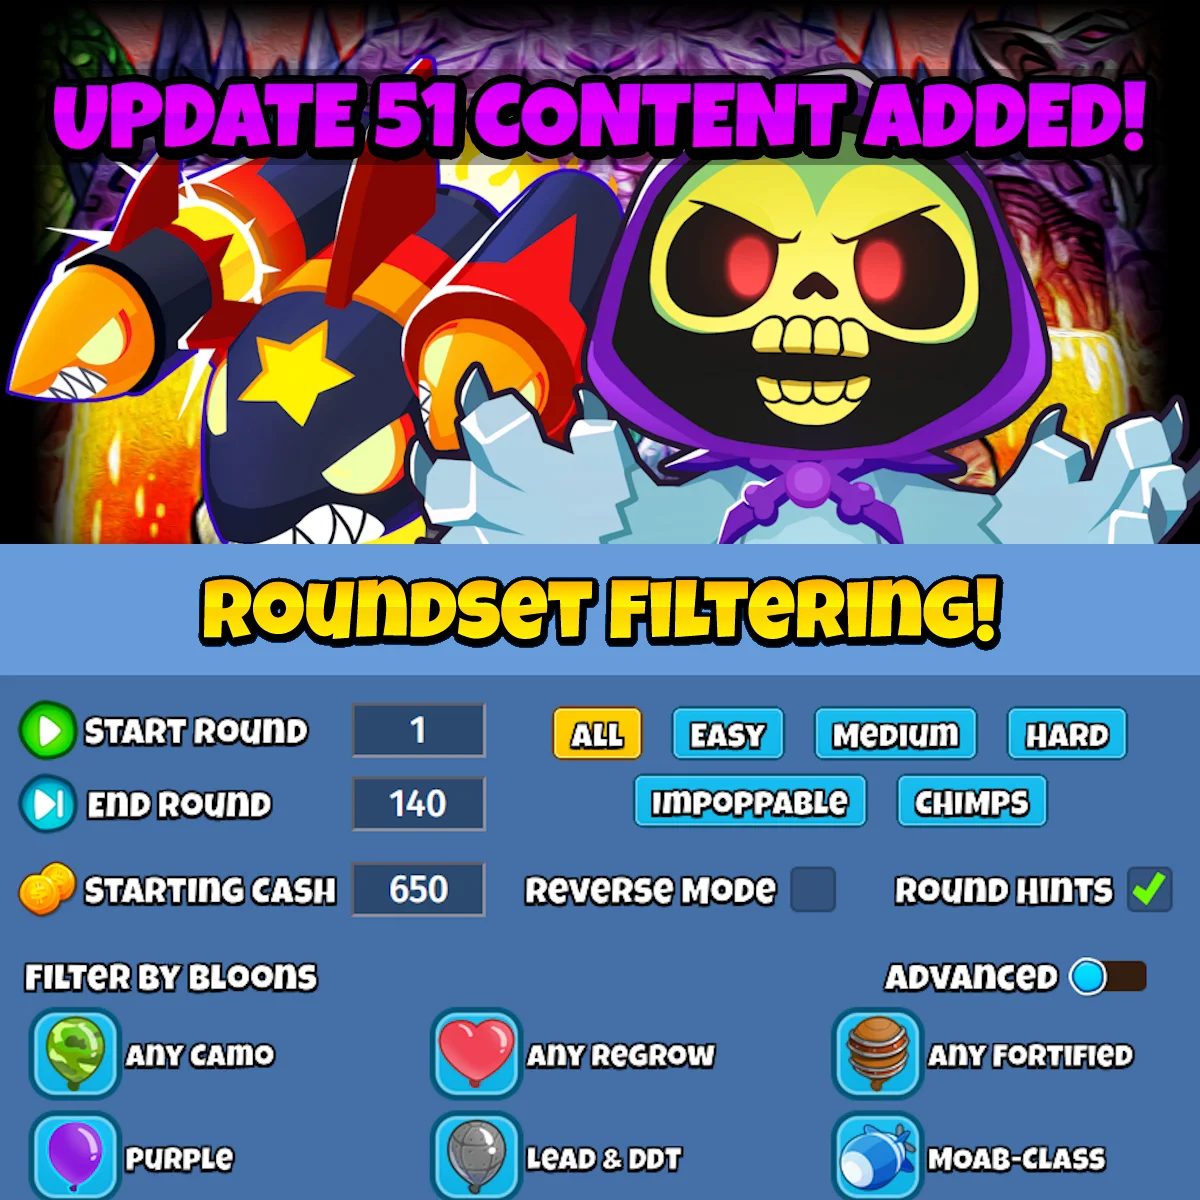 UPDATE 51 CONTENT ADDED!
ROUNDSET FILTERING!
START ROUND 1
ALL EASY MEDIUM HARD
END ROUND 140
IMPOPPABLE CHIMPS
STARTING CASH 650 REVERSE MODE ROUND HINTS
FILTER BY BLOONS ADVANCED
ANY CAMO ANY REGROW ANY FORTIFIED
PURPLE LEAD & DDT MOAB-CLASS